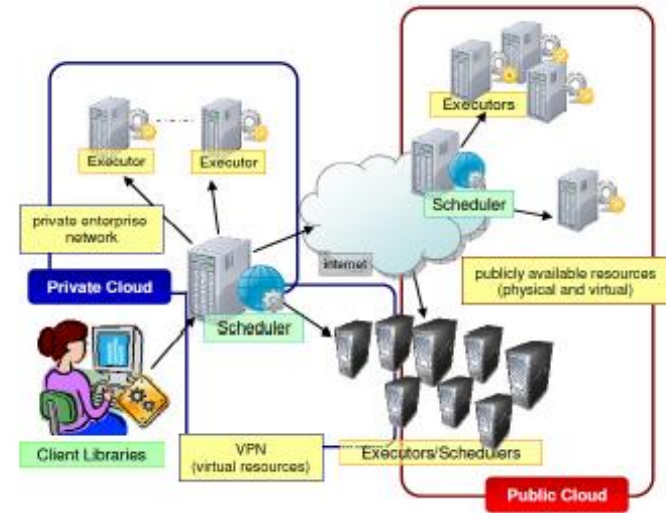 Executors
Executor
Executor
Scheduler
private enterprise
network
internet
publicly available resources
(physical and virtual)
Private Cloud
Scheduler
Client Libraries
VPN
(virtual resources)
Executors/Schedulers
Public Cloud